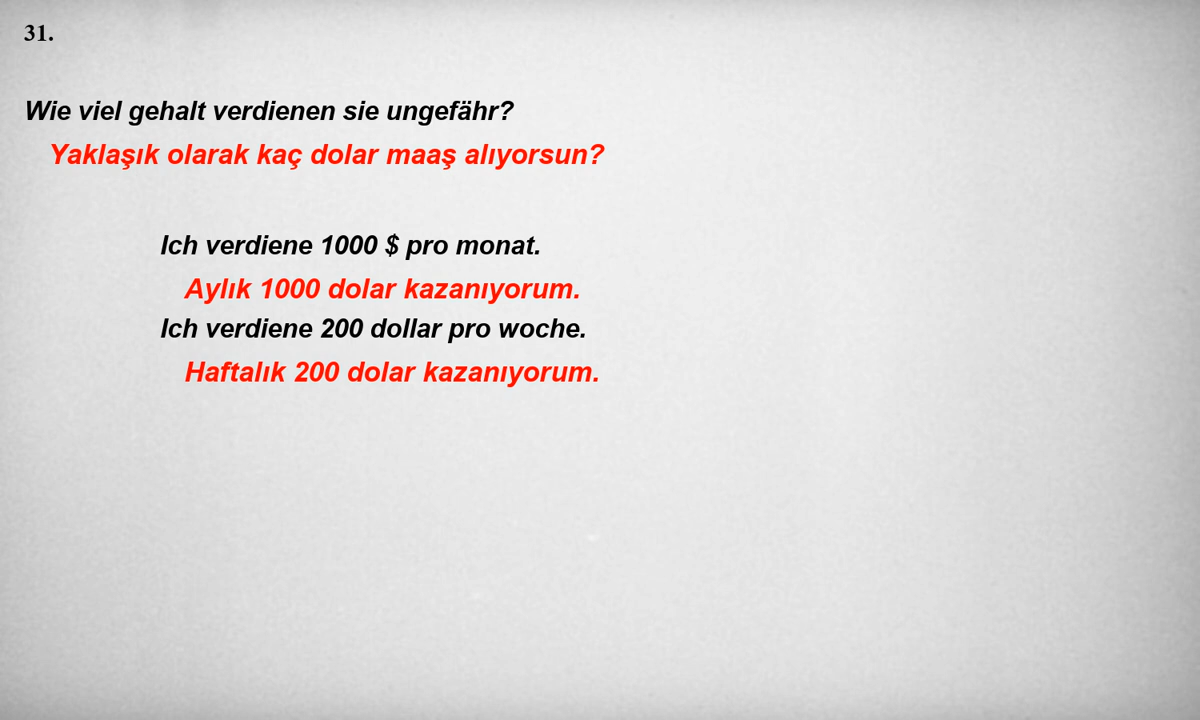 31.
Wie viel gehalt verdienen sie ungefähr?
Yaklaşık olarak kaç dolar maaş alıyorsun?
Ich verdiene 1000 $ pro monat.
Aylık 1000 dolar kazanıyorum.
Ich verdiene 200 dollar pro woche.
Haftalık 200 dolar kazanıyorum.